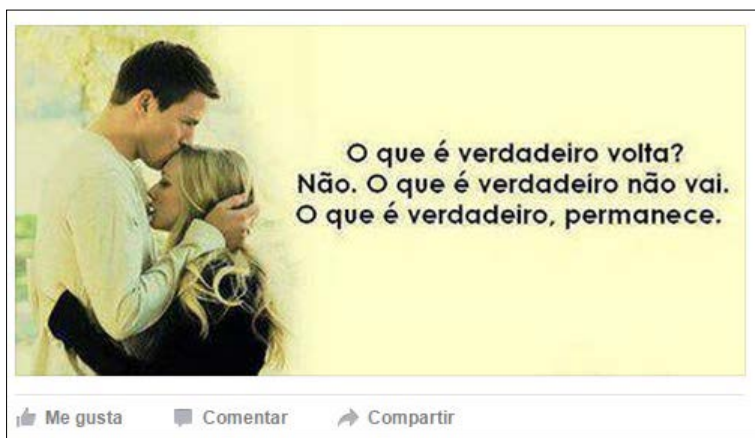 O que é verdadeiro volta?
Não. O que é verdadeiro não vai.
O que é verdadeiro, permanece.
Me gusta Comentar Compartir